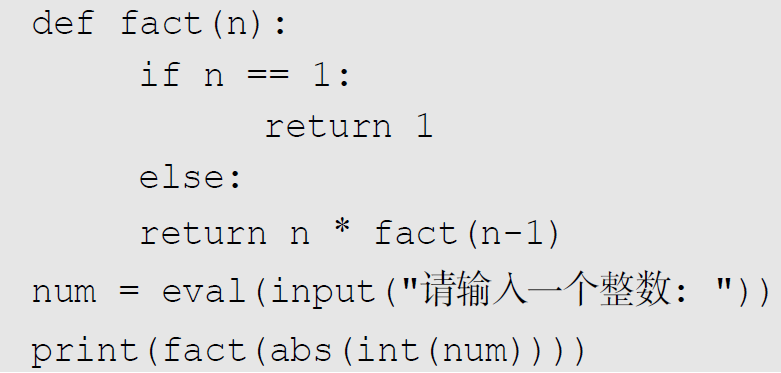 def fact(n):
if n == 1:
return 1
else:
return n * fact(n-1)
num = eval(input("请输入一个整数: "))
print(fact(abs(int(num))))